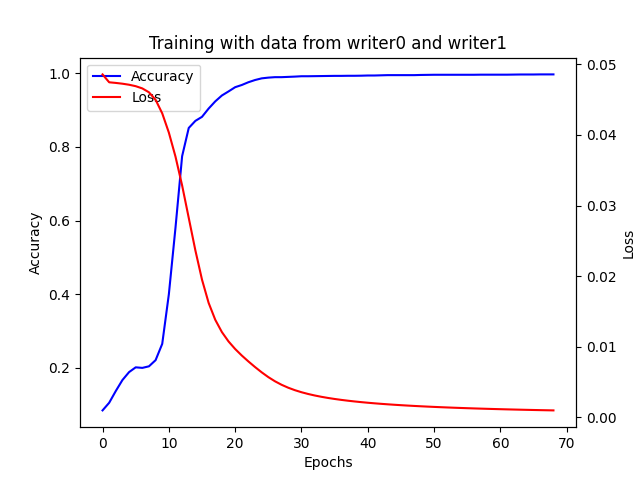 Training with data from writer0 and writer1
Accuracy
Loss
1.0
0.8
0.6
0.4
0.2
Accuracy
0.05
0.04
0.03
0.02
0.01
0.00
Loss
0 10 20 30 40 50 60 70
Epochs